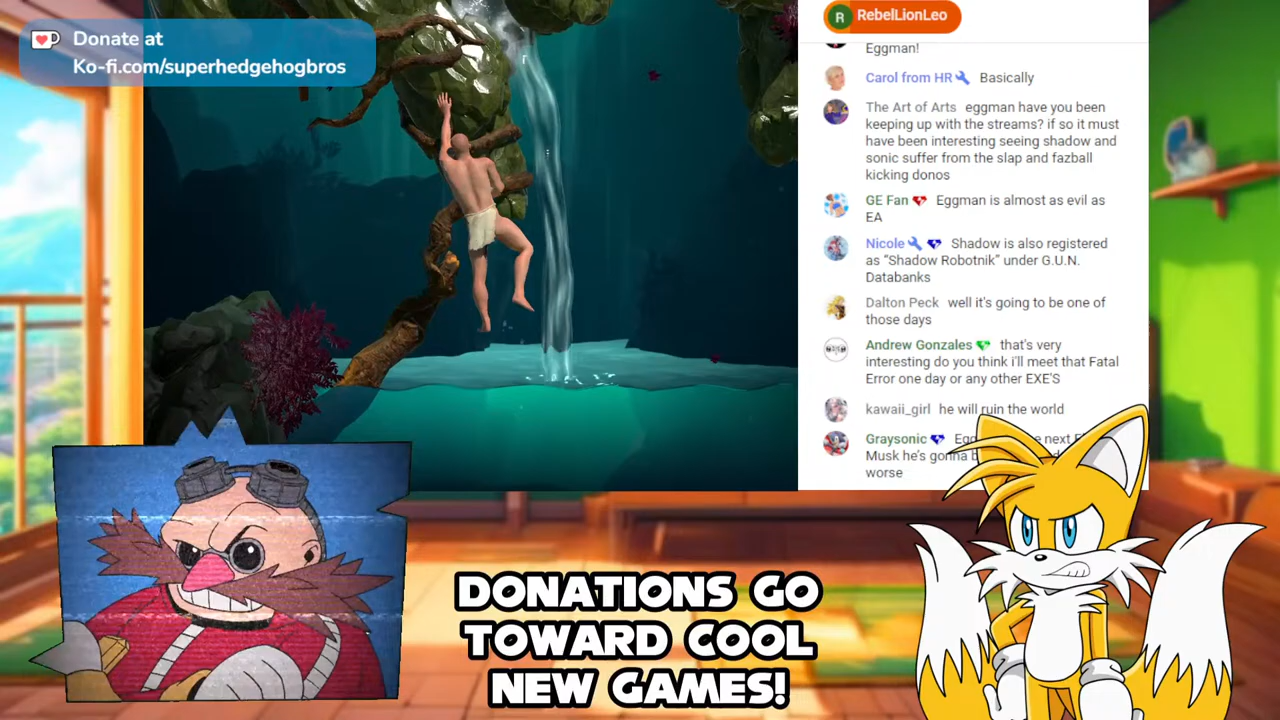 Donate at
Ko-fi.com/superhedgehogbros
R RebelLionLeo
Eggman!
Carol from HR Basically
The Art of Arts eggman have you been
keeping up with the streams? if so it must
have been interesting seeing shadow and
sonic suffer from the slap and fazball
kicking donos
GE Fan Eggman is almost as evil as
EA
Nicole Shadow is also registered
as “Shadow Robotnik” under G.U.N.
Databanks
Dalton Peck well it's going to be one of
those days
Andrew Gonzales that's very
interesting do you think i'll meet that Fatal
Error one day or any other EXE'S
kawaii_girl he will ruin the world
Graysonic next
Musk he's gonna
worse
DONATIONS GO
TOWARD COOL
NEW GAMES!